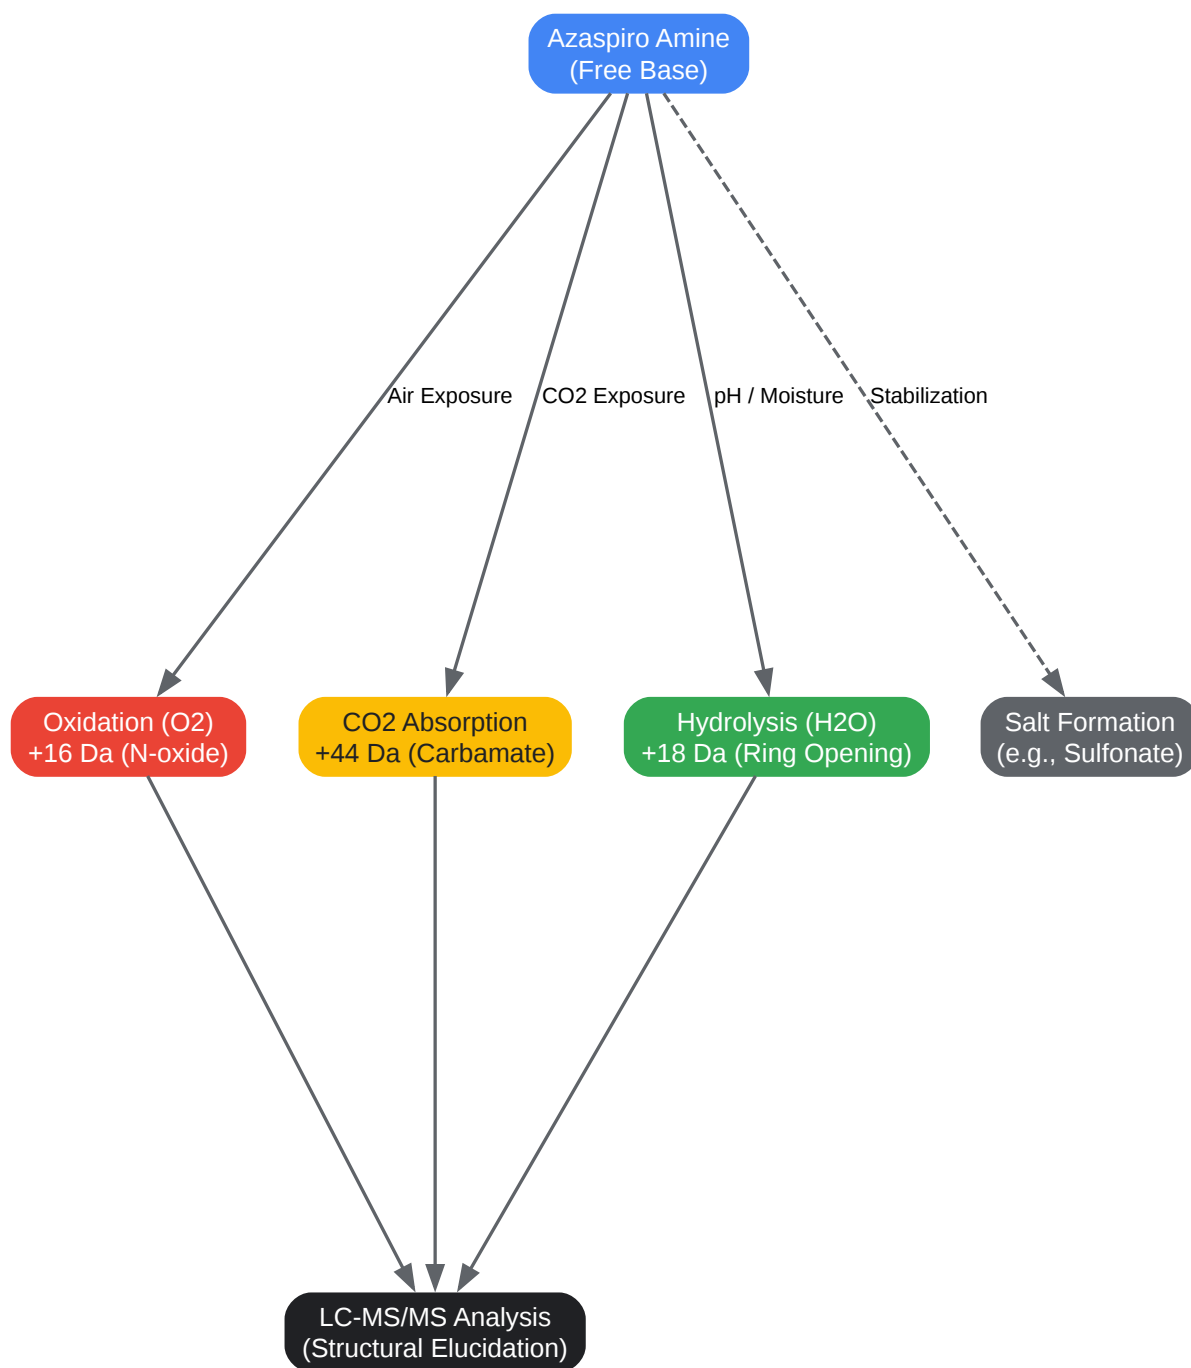 Azaspiro Amine
(Free Base)
Air Exposure
CO2 Exposure
pH / Moisture
Stabilization
Oxidation (O2)
+16 Da (N-oxide)
CO2 Absorption
+44 Da (Carbamate)
Hydrolysis (H2O)
+18 Da (Ring Opening)
Salt Formation
(e.g., Sulfonate)
LC-MS/MS Analysis
(Structural Elucidation)